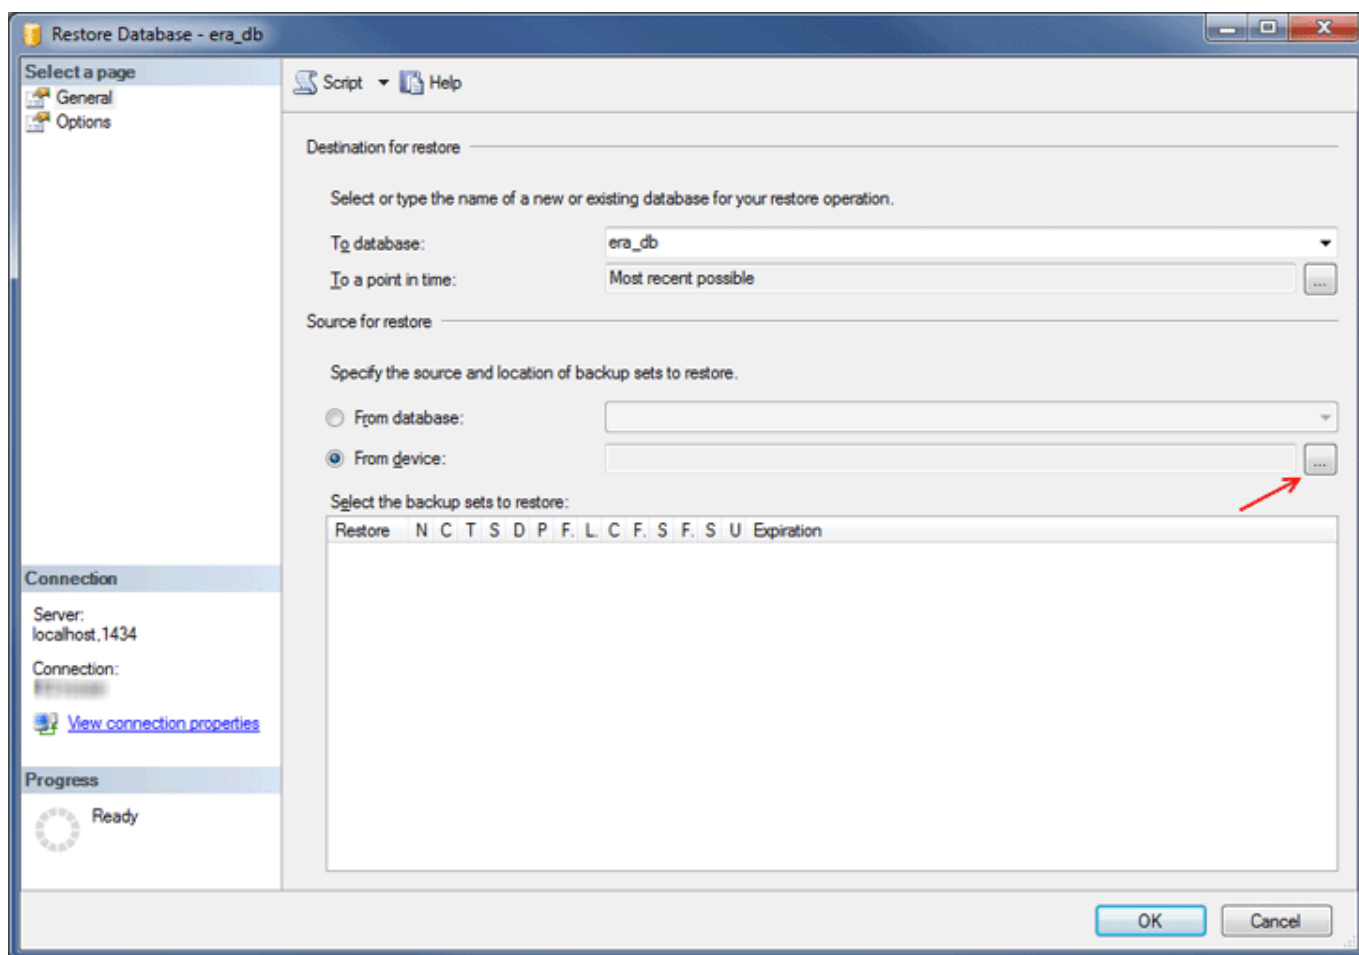 Restore Database - era_db
Select a page
General
Options
Script Help
Destination for restore
Select or type the name of a new or existing database for your restore operation.
To database: era_db
To a point in time: Most recent possible ...
Source for restore
Specify the source and location of backup sets to restore.
From database:
From device: ...
Select the backup sets to restore:
Restore N C T S D P F. L. C F. S F. S U Expiration
Connection
Server:
localhost,1434
Connection:
View connection properties
Progress
Ready
OK Cancel